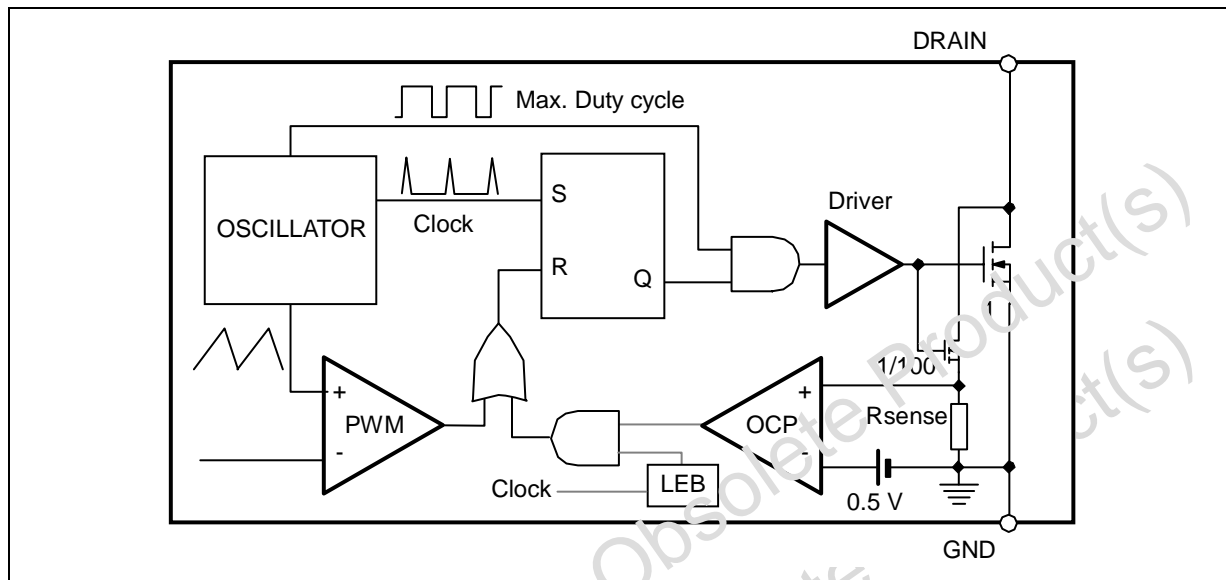 DRAIN
Max. Duty cycle
OSCILLATOR
Clock
S
R
Q
Driver
1
1/100
+
PWM
-
+
OCP
-
Rsense
Clock
LEB
0.5 V
GND
Obsolete Product(s)